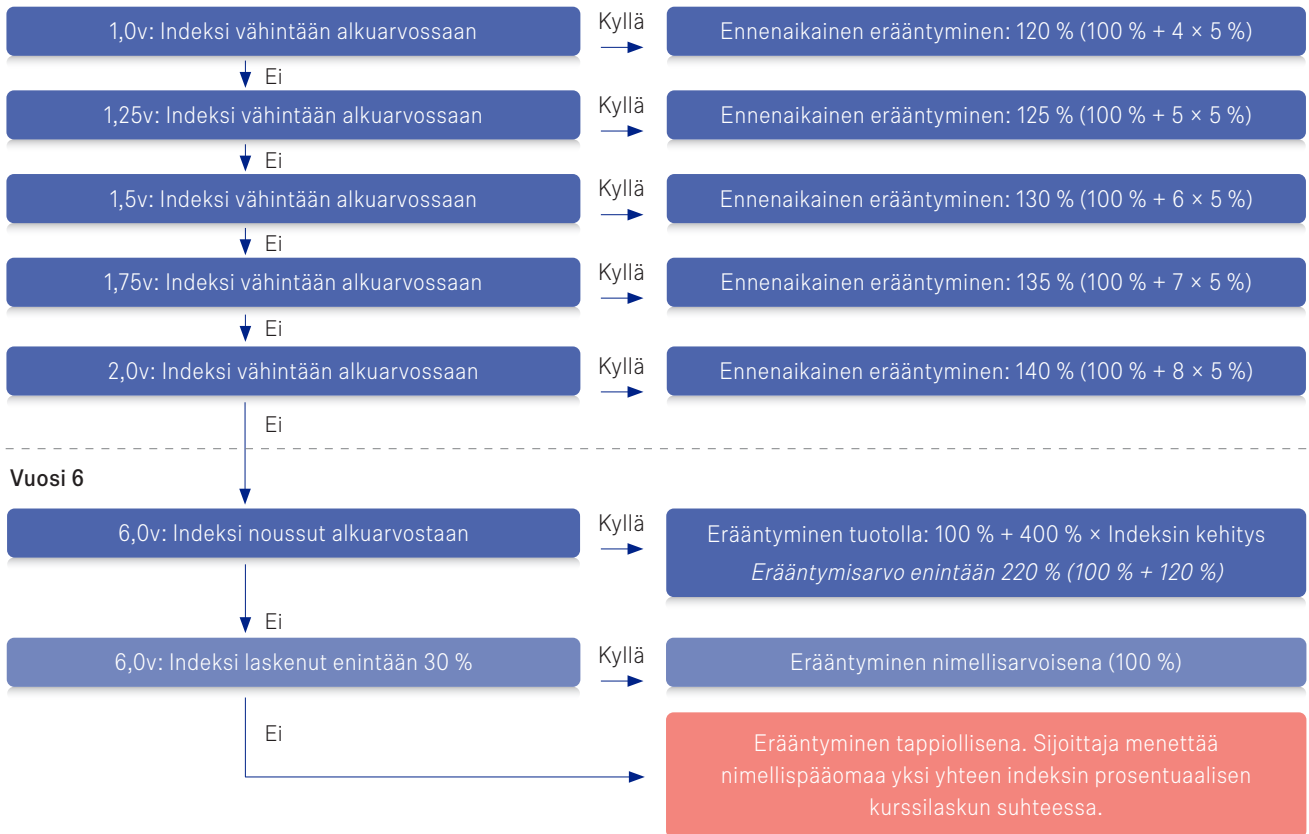 1,0v: Indeksi vähintään alkuarvossaan
Kyllä
Ennenaikainen erääntyminen: 120 % (100 % + 4 × 5 %)
Ei
1,25v: Indeksi vähintään alkuarvossaan
Kyllä
Ennenaikainen erääntyminen: 125 % (100 % + 5 × 5 %)
Ei
1,5v: Indeksi vähintään alkuarvossaan
Kyllä
Ennenaikainen erääntyminen: 130 % (100 % + 6 × 5 %)
Ei
1,75v: Indeksi vähintään alkuarvossaan
Kyllä
Ennenaikainen erääntyminen: 135 % (100 % + 7 × 5 %)
Ei
2,0v: Indeksi vähintään alkuarvossaan
Kyllä
Ennenaikainen erääntyminen: 140 % (100 % + 8 × 5 %)
Ei
Vuosi 6
6,0v: Indeksi noussut alkuarvostaan
Kyllä
Erääntyminen tuotolla: 100 % + 400 % × Indeksin kehitys
Erääntymisarvo enintään 220 % (100 % + 120 %)
Ei
6,0v: Indeksi laskenut enintään 30 %
Kyllä
Erääntyminen nimellisarvoisena (100 %)
Ei
Erääntyminen tappiollisena. Sijoittaja menettää
nimellispääomaa yksi yhteen indeksin prosentuaalisen
kurssilaskun suhteessa.